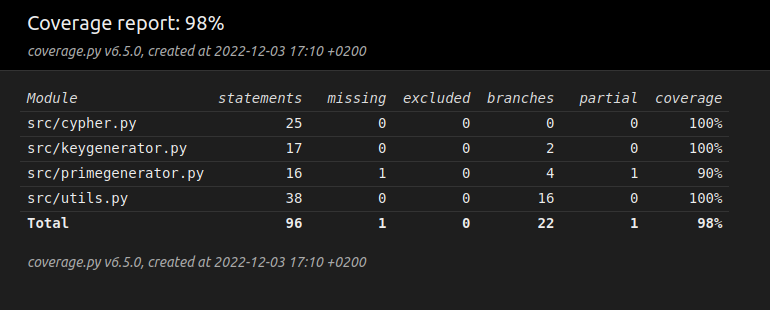 Coverage report: 98%
coverage.py v6.5.0, created at 2022-12-03 17:10 +0200
Module statements missing excluded branches partial coverage
src/cypher.py 25 0 0 0 0 100%
src/keygenerator.py 17 0 0 2 0 100%
src/primegenerator.py 16 1 0 4 1 90%
src/utils.py 38 0 0 16 0 100%
Total 96 1 0 22 1 98%
coverage.py v6.5.0, created at 2022-12-03 17:10 +0200